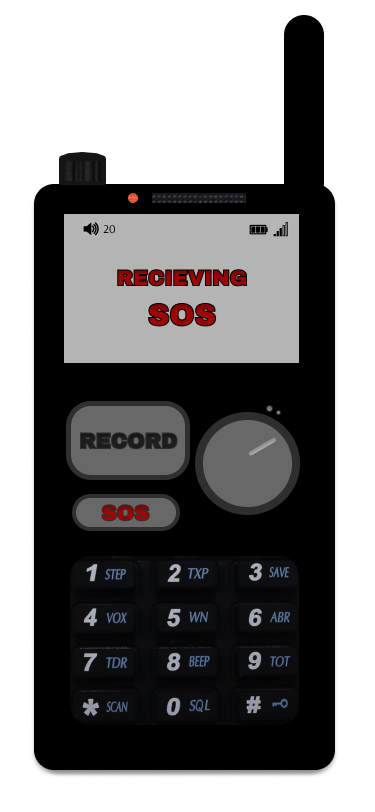 20
RECIEVING
SOS
RECORD
SOS
1 STEP 2 TXP 3 SAVE
4 VOX 5 WN 6 ABR
7 TDR 8 BEEP 9 TOT
* SCAN 0 SQL #